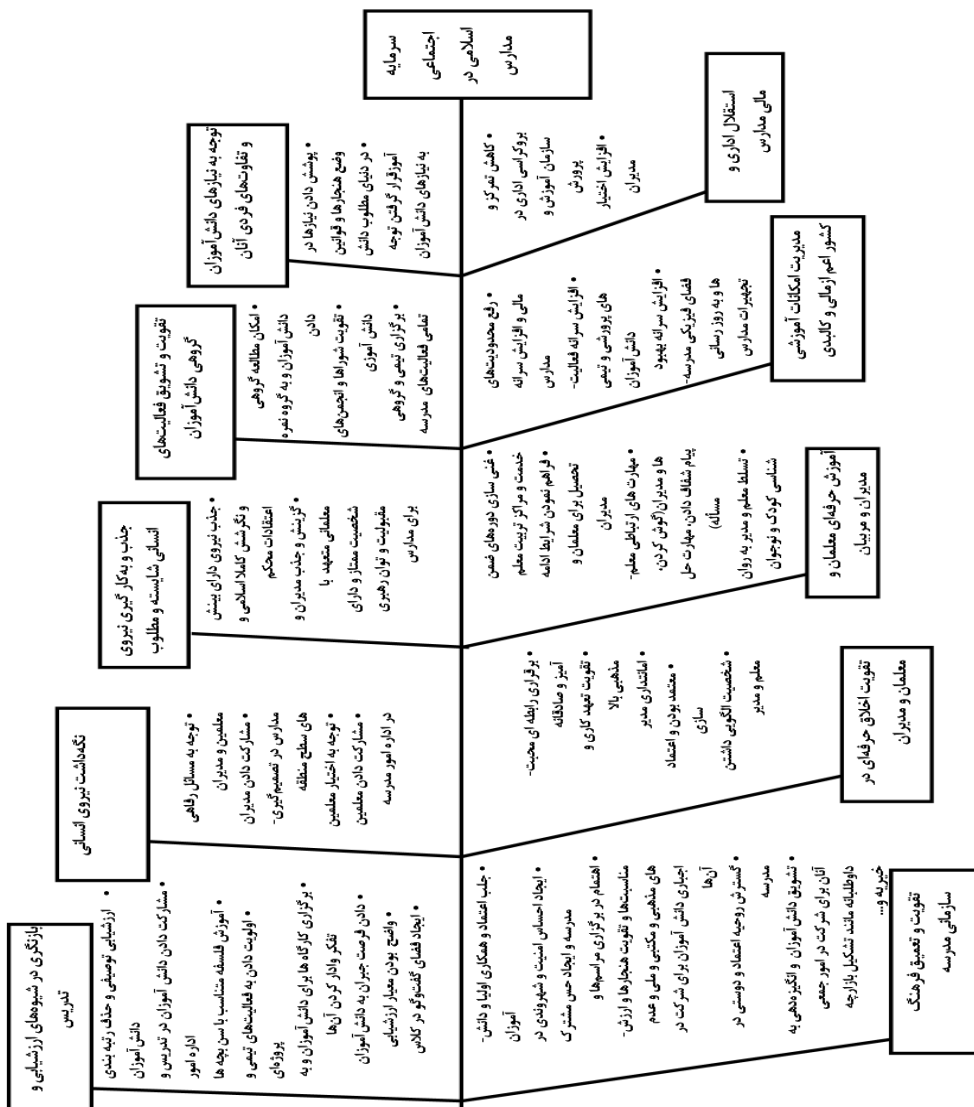 سرمایه
اجتماعی
اسلامی در
مدارس
توجه به نیازهای دانش‌آموزان
و تفاوت‌های فردی آنان
• پوشش دادن نیازها در
وضع هنجارها و قوانین
• در دنیای مطلوب دانش
آموزقرار گرفتن توجه
به نیازهای دانش‌آموزان
تقویت و تشویق فعالیت‌های
گروهی دانش‌آموزان
• امکان مطالعه گروهی
دانش‌آموزان و به گروه نمره
دادن
• تقویت شوراها و انجمن‌های
دانش آموزی
• برگزاری تیمی و گروهی
تمامی فعالیت‌های مدرسه
جذب و به‌کار گیری نیروی
انسانی شایسته و مطلوب
• جذب نیروی دارای بینش
و نگرشش کاملا اسلامی و
اعتقادات محکم
• گزینش و جذب مدیران و
معلمانی متعهد با
شخصیت ممتاز و دارای
مقبولیت و توان رهبری
برای مدارس
نگه‌داشت نیروی انسانی
• توجه به مسائل رفاهی
معلمین و مدیران
• مشارکت دادن مدیران
مدارس در تصمیم گیری-
های سطح منطقه
• توجه به اختیار معلمین
• مشارکت دادن معلمین
در اداره امور مدرسه
بازنگری در شیوه‌های ارزشیابی و
تدریس
ارزشیابی توصیفی و حذف رتبه بندی
دانش‌آموزان
• مشارکت دادن دانش آموزان در تدریس و
اداره امور
• آموزش فلسفه متناسب با سن بچه ها
• اولویت دادن به فعالیت‌های تیمی و
پروژه‌ای
• برگزاری کارگاه ها برای دانش‌آموزان و به
تفکر وادار کردن آن‌ها
• دادن فرصت جبران به دانش‌آموزان
• واضح بودن معیار ارزشیابی
• ایجاد فضای گفت‌وگو در کلاس
استقلال اداری و
مالی مدارس
• کاهش تمرکز و
بروکراسی اداری در
سازمان آموزش و
پرورش
• افزایش اختیار
مدیران
مدیریت امکانات آموزشی
کشور اعم ازمالی و کالبدی
• رفع محدودیت‌های
مالی و افزایش سرانه
مدارس
• افزایش سرانه فعالیت-
های پرورشی و تیمی
دانش‌آموزان
• افزایش سرانه بهبود
فضای فیزیکی مدرسه-
ها و به روز رسانی
تجهیزات مدارس
آموزش حرفه‌ای معلمان و
مدیران و مربیان
• غنی سازی دوره‌های ضمن
خدمت و مراکز تربیت معلم
• فراهم نمودن شرایط ادامه
تحصیل برای معلمان و
مدیران
• مهارت های ارتباطی معلم-
ها و مدیران(گوش کردن،
پیام شفاف دادن، مهارت حل
مسأله)
• تسلط معلم و مدیر به روان
شناسی کودک و نوجوان
تقویت اخلاق حرفه‌ای در
معلمان و مدیران
• برقراری رابطه ای محبت-
آمیز و صادقانه
• تقویت تعهد کاری و
مذهبی بالا
• امانتداری مدیر
• معتمد بودن و اعتماد
سازی
• شخصیت الگویی داشتن
معلم و مدیر
تقویت و تعمیق فرهنگ
سازمانی مدرسه
• جلب اعتماد و همکاری اولیا و دانش-
آموزان
• ایجاد احساس امنیت و شهروندی در
مدرسه و ایجاد حس مشترک
• اهتمام در برگزاری مراسم‌ها و
مناسبت‌ها و تقویت هنجارها و ارزش-
های مذهبی و مکتبی و ملی و عدم
اجباری دانش آموزان برای شرکت در
آن‌ها
• گسترش روحیه اعتماد و دوستی در
مدرسه
• تشویق دانش‌آموزان و انگیزه‌دهی به
آنان برای شرکت در امور جمعی
داوطلبانه مانند تشکیل بازارچه
خیریه و...